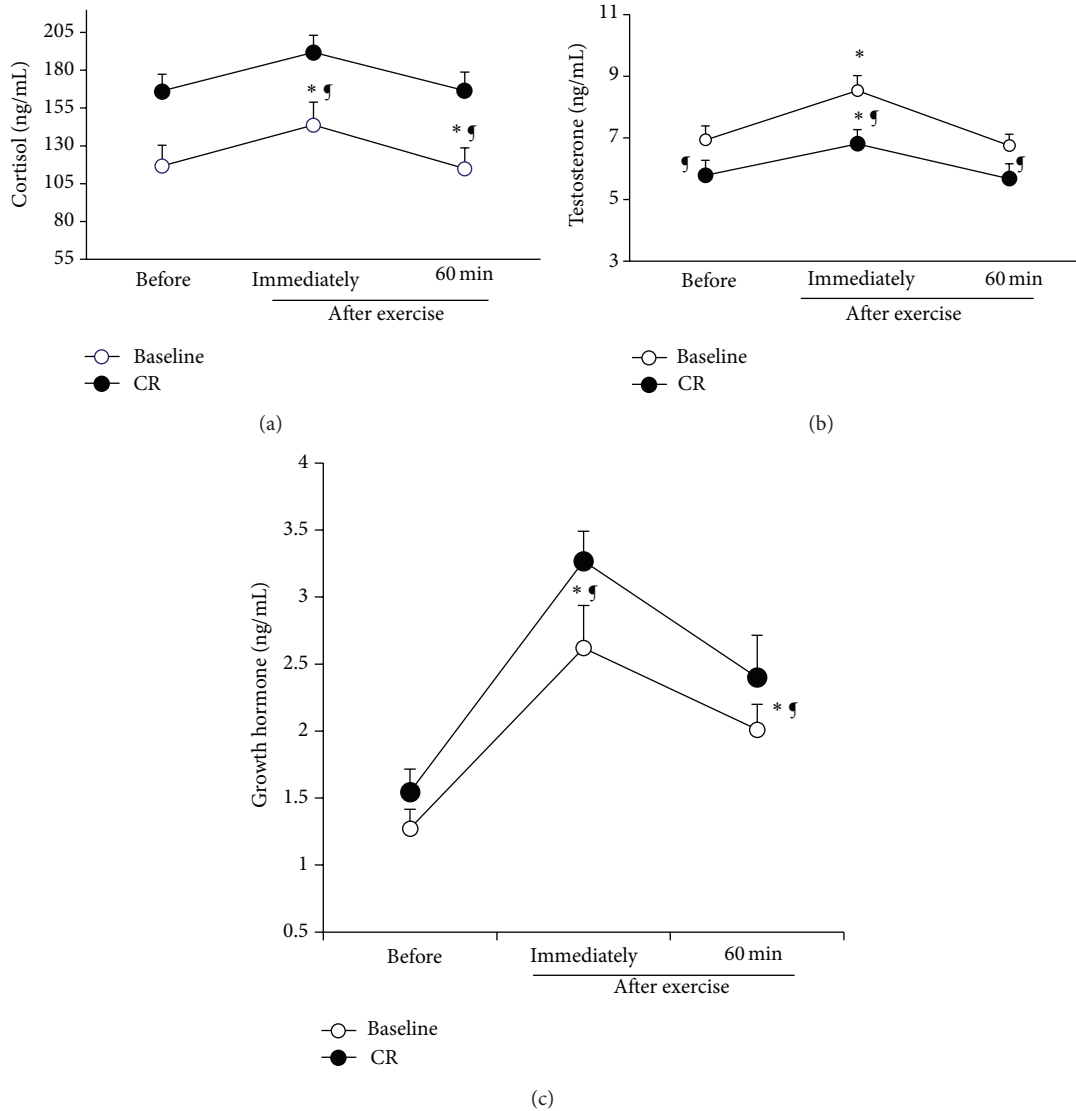 Cortisol (ng/mL)
205
180
155
130
105
80
55
* ¶
* ¶
Before
Immediately
60 min
After exercise
Baseline
CR
(a)
Testosterone (ng/mL)
11
9
7
5
3
*
* ¶
¶
¶
Before
Immediately
60 min
After exercise
Baseline
CR
(b)
Growth hormone (ng/mL)
4
3.5
3
2.5
2
1.5
1
0.5
* ¶
* ¶
Before
Immediately
60 min
After exercise
Baseline
CR
(c)